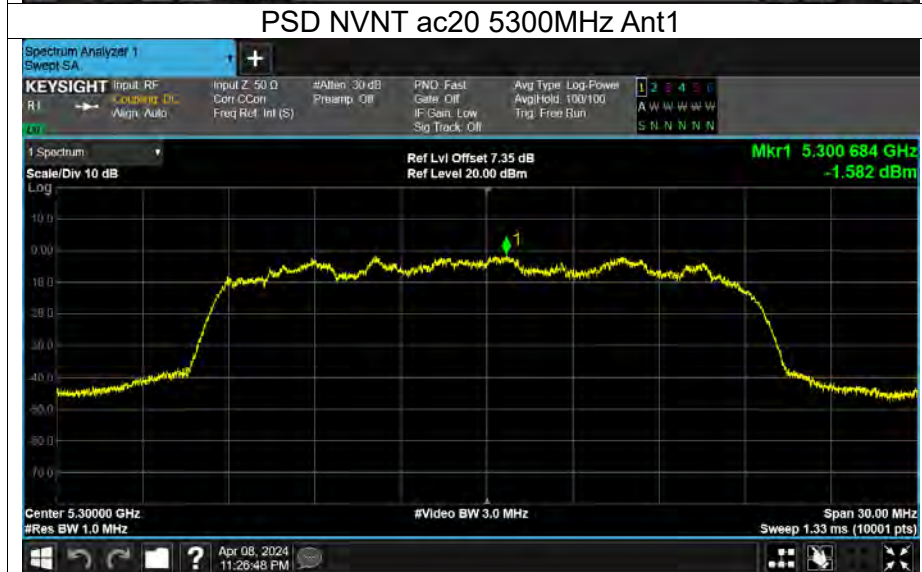 PSD NVNT ac20 5300MHz Ant1
Spectrum Analyzer 1
Swept SA
+
KEYSIGHT Input: RF
Coupling: DC
Align: Auto
Input Z: 50 Ω
Corr CCorr
Freq Ref: Int (S)
#Atten: 30 dB
Preamp: Off
PNO: Fast
Gate: Off
IF Gain: Low
Sig Track: Off
Avg Type: Log-Power
Avg|Hold: 100/100
Trig: Free Run
1 2 3 4 5 6
A W W W W W
S N N N N N
1 Spectrum
Scale/Div 10 dB
Ref Lvl Offset 7.35 dB
Ref Level 20.00 dBm
Mkr1 5.300 684 GHz
-1.582 dBm
Log
10.0
0.00
1
-10.0
-20.0
-30.0
-40.0
-50.0
-60.0
-70.0
Center 5.30000 GHz
#Video BW 3.0 MHz
Span 30.00 MHz
#Res BW 1.0 MHz
Sweep 1.33 ms (10001 pts)
?
Apr 08, 2024
11:26:48 PM